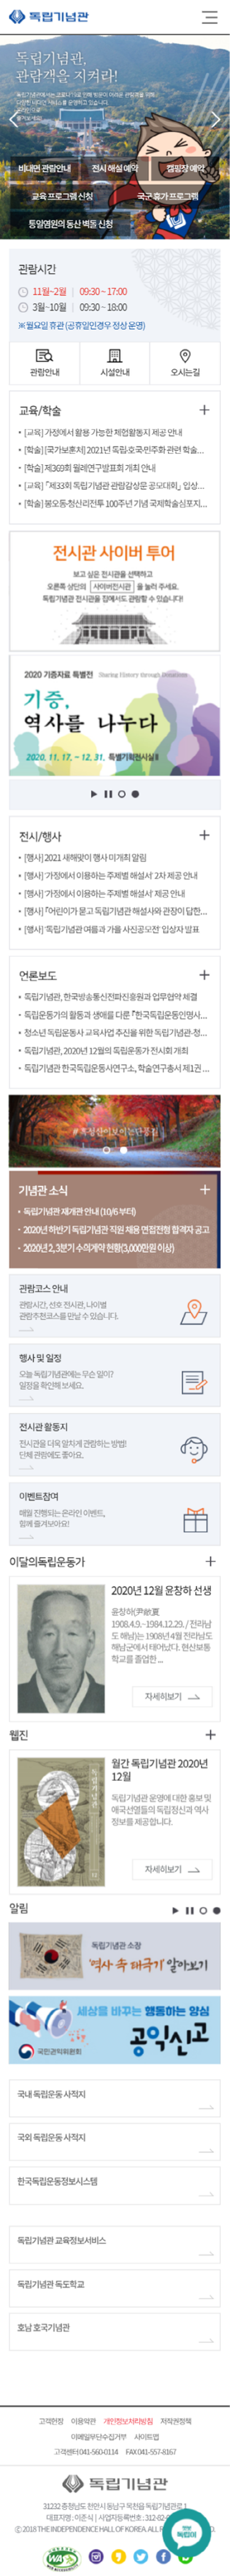 독립기념관
독립기념관,
관람객을 지켜라!
비대면 관람안내
전시 해설 예약
캠핑장 예약
교육 프로그램 신청
국군 휴가 프로그램
통일염원의 동산 벽돌 신청
관람시간
11월~2월 | 09:30 ~ 17:00
3월~10월 | 09:30 ~ 18:00
※ 월요일 휴관 (공휴일인경우 정상 운영)
관람안내
시설안내
오시는길
교육/학술
• [교육] 가정에서 활용 가능한 체험활동지 제공 안내
• [학술] [국가보훈처] 2021년 독립·호국·민주화 관련 학술...
• [학술] 제369회 월례연구발표회 개최 안내
• [교육] 「제33회 독립기념관 관람감상문 공모대회」 입상...
• [학술] 봉오동·청산리전투 100주년 기념 국제학술심포지...
전시관 사이버 투어
보고 싶은 전시관을 선택하고
오른쪽 상단의 사이버전시관 을 눌러 주세요.
독립기념관 전시관을 집에서도 관람할 수 있습니다!
2020 기증자료 특별전 Sharing History through Donations
기증,
역사를 나누다
2020. 11. 17. ~ 12. 31. 특별기획전시실Ⅱ
전시/행사
• [행사] 2021 새해맞이 행사 미개최 알림
• [행사] '가정에서 이용하는 주제별 해설서' 2차 제공 안내
• [행사] '가정에서 이용하는 주제별 해설서' 제공 안내
• [행사] 「어린이가 묻고 독립기념관 해설사와 관장이 답한...
• [행사] '독립기념관 여름과 가을 사진공모전' 입상자 발표
언론보도
• 독립기념관, 한국방송통신전파진흥원과 업무협약 체결
• 독립운동가의 활동과 생애를 다룬 『한국독립운동인명사...
• 청소년 독립운동사 교육사업 추진을 위한 독립기념관-청...
• 독립기념관, 2020년 12월의 독립운동가 전시회 개최
• 독립기념관 한국독립운동사연구소, 학술연구총서 제1권 ...
기념관 소식
• 독립기념관 재개관 안내 (10/6 부터)
• 2020년 하반기 독립기념관 직원 채용 면접전형 합격자 공고
• 2020년 2, 3분기 수의계약 현황(3,000만원 이상)
관람코스 안내
관람시간, 선호 전시관, 나이별
관람추천코스를 만날 수 있습니다.
행사 및 일정
오늘 독립기념관에는 무슨 일이?
일정을 확인해 보세요.
전시관 활동지
전시관을 더욱 알차게 관람하는 방법!
단체 관람에도 좋아요.
이벤트참여
매월 진행되는 온라인 이벤트,
함께 즐겨보아요!
이달의독립운동가
2020년 12월 윤창하 선생
윤창하(尹敞夏
1908.4.9.~1984.12.29. / 전라남
도 해남)는 1908년 4월 전라남도
해남군에서 태어났다. 현산보통
학교를 졸업한 ...
자세히보기
웹진
월간 독립기념관 2020년
12월
독립기념관 운영에 대한 홍보 및
애국선열들의 독립정신과 역사
정보를 제공합니다.
자세히보기
알림
독립기념관 소장
'역사 속 태극기' 알아보기
세상을 바꾸는 행동하는 양심
공익신고
국민권익위원회
국내 독립운동 사적지
국외 독립운동 사적지
한국독립운동정보시스템
독립기념관 교육정보서비스
독립기념관 독도학교
호남 호국기념관
고객헌장 이용약관 개인정보처리방침 저작권정책
이메일무단수집거부 사이트맵
고객센터 041-560-0114 FAX 041-557-8167
독립기념관
31232 충청남도 천안시 동남구 목천읍 독립기념관로 1
대표자명 : 이준식 | 사업자등록번호 : 312-82-
© 2018 THE INDEPENDENCE HALL OF KOREA. ALL
WA